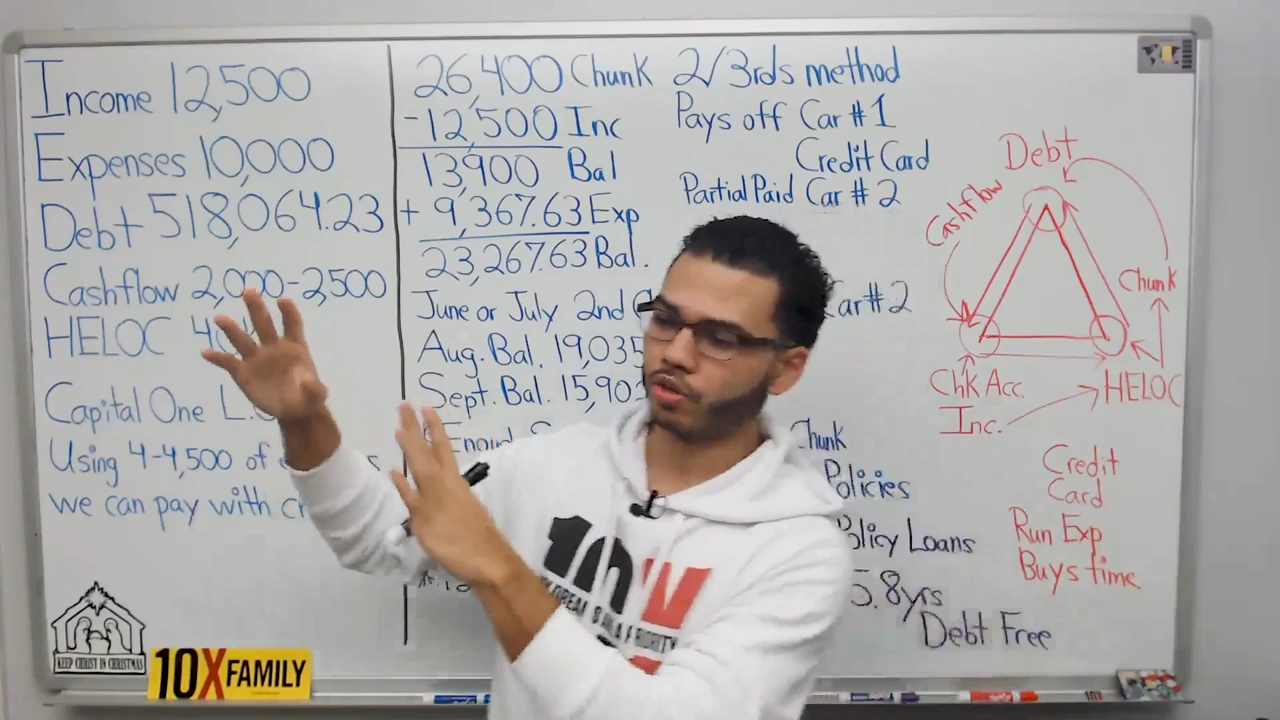 Income 12,500
Expenses 10,000
Debt 518,064.23
Cashflow 2,000-2,500
HELOC
Capital One
Using 4-4,500 of
we can pay with
KEEP CHRIST IN CHRISTMAS
10X FAMILY
26,400 Chunk
-12,500 Inc
13,900 Bal
+ 9,367.63 Exp
23,267.63 Bal.
June or July 2nd
Aug. Bal. 19,035
Sept. Bal. 15,90
2/3rds method
Pays off Car #1
Credit Card
Partial Paid Car #2
Car #2
Chunk
Policies
Policy Loans
5.8yrs
Debt Free
Debt
Cashflow
Chunk
Chk Acc.
HELOC
Inc.
Credit
Card
Run Exp
Buys time
10X